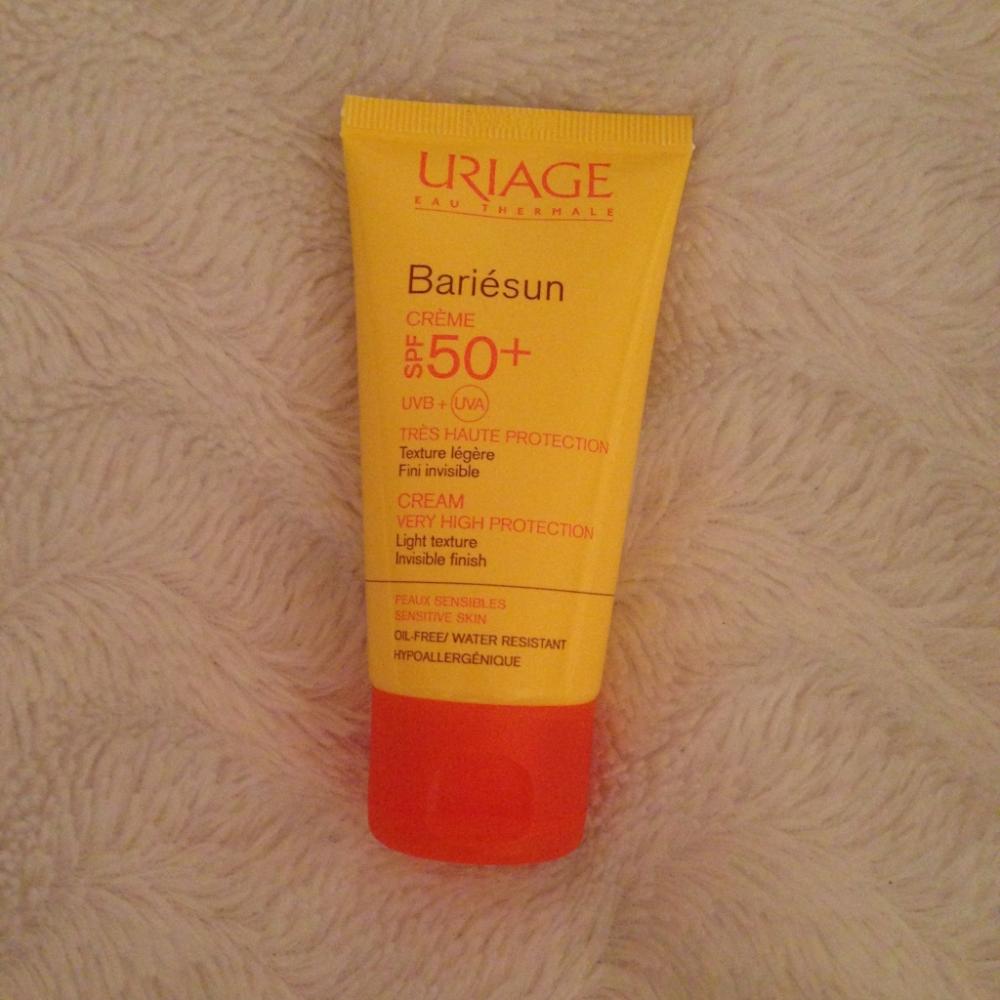 URIAGE
EAU THERMALE
Bariésun
CRÈME
SPF 50+
UVB + UVA
TRÈS HAUTE PROTECTION
Texture légère
Fini invisible
CREAM
VERY HIGH PROTECTION
Light texture
Invisible finish
PEAUX SENSIBLES
SENSITIVE SKIN
OIL-FREE/ WATER RESISTANT
HYPOALLERGÉNIQUE